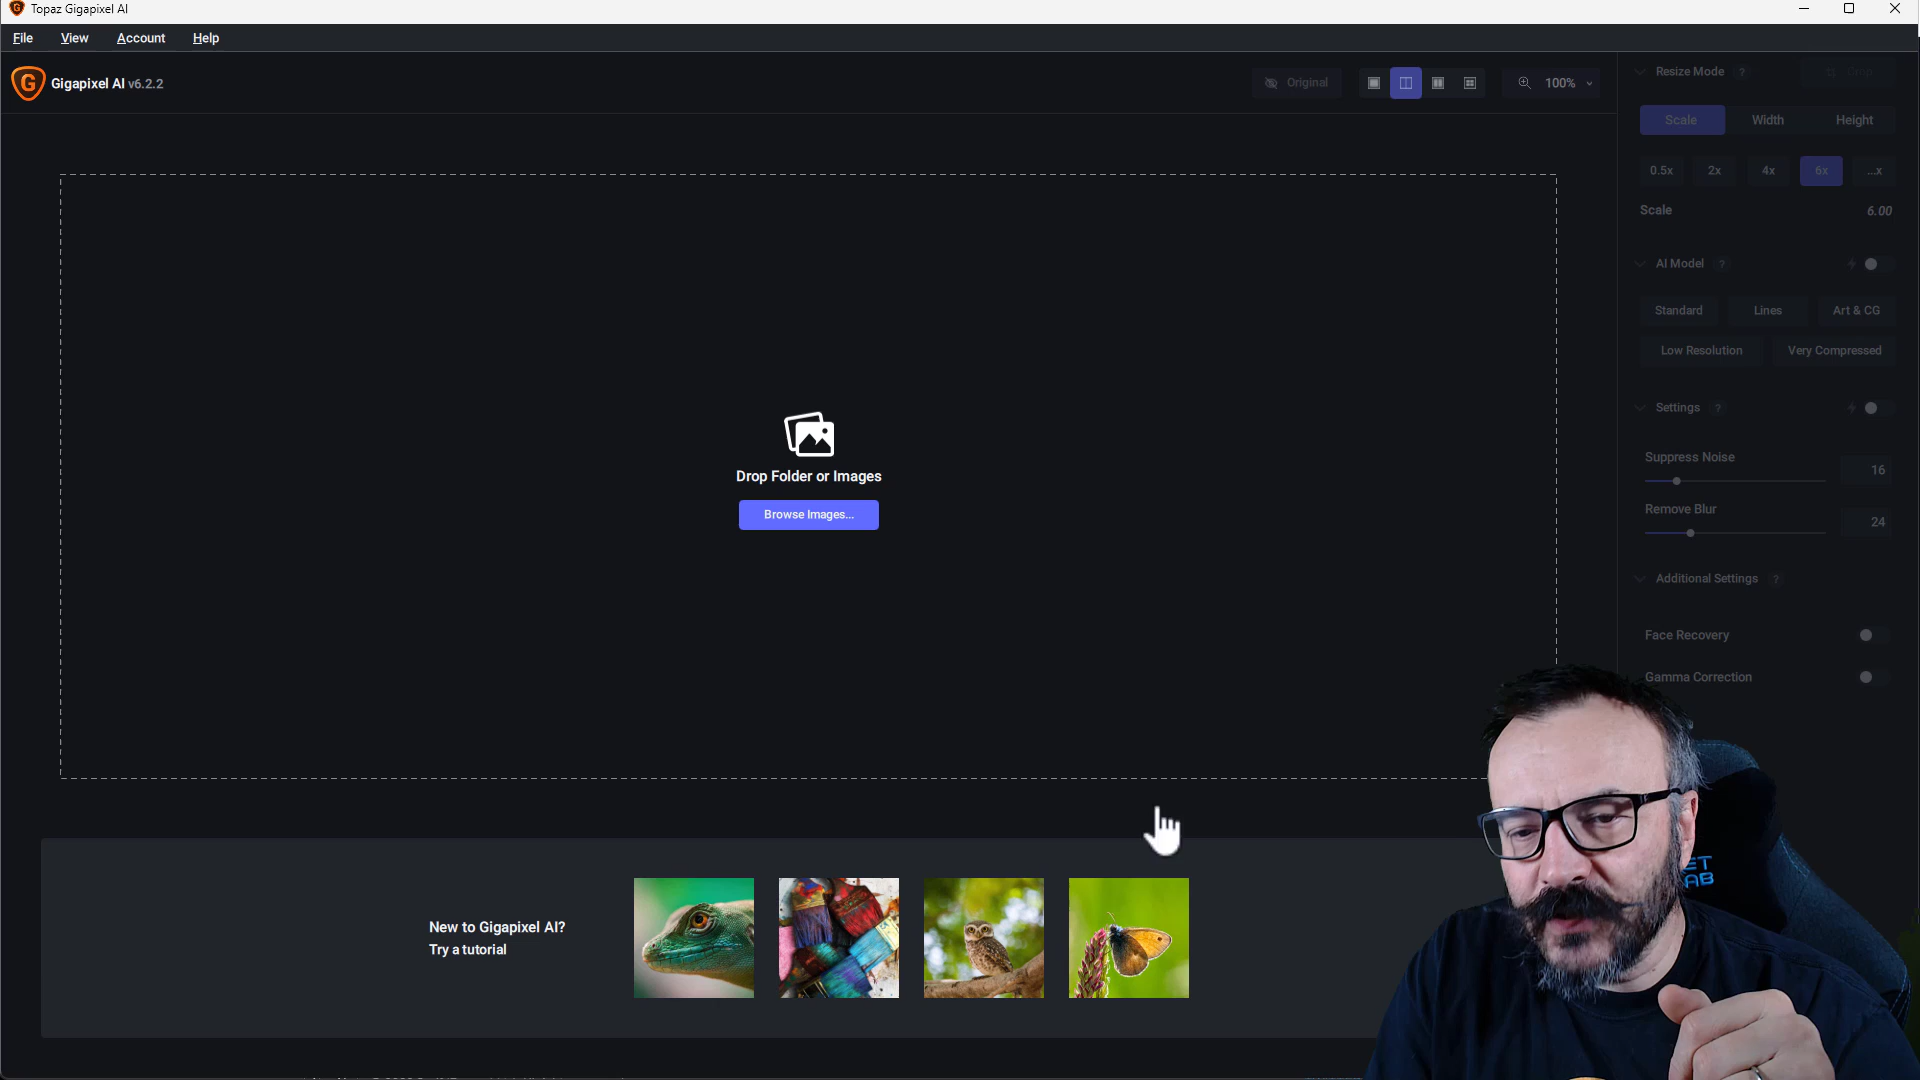 Topaz Gigapixel AI
File View Account Help
Gigapixel AI v6.2.2
Original
100%
Resize Mode ?
Crop
Scale Width Height
0.5x 2x 4x 6x ...x
Scale 6.00
AI Model ?
Standard Lines Art & CG
Low Resolution Very Compressed
Settings ?
Suppress Noise
16
Remove Blur
24
Additional Settings ?
Face Recovery
Gamma Correction
Drop Folder or Images
Browse Images...
New to Gigapixel AI?
Try a tutorial